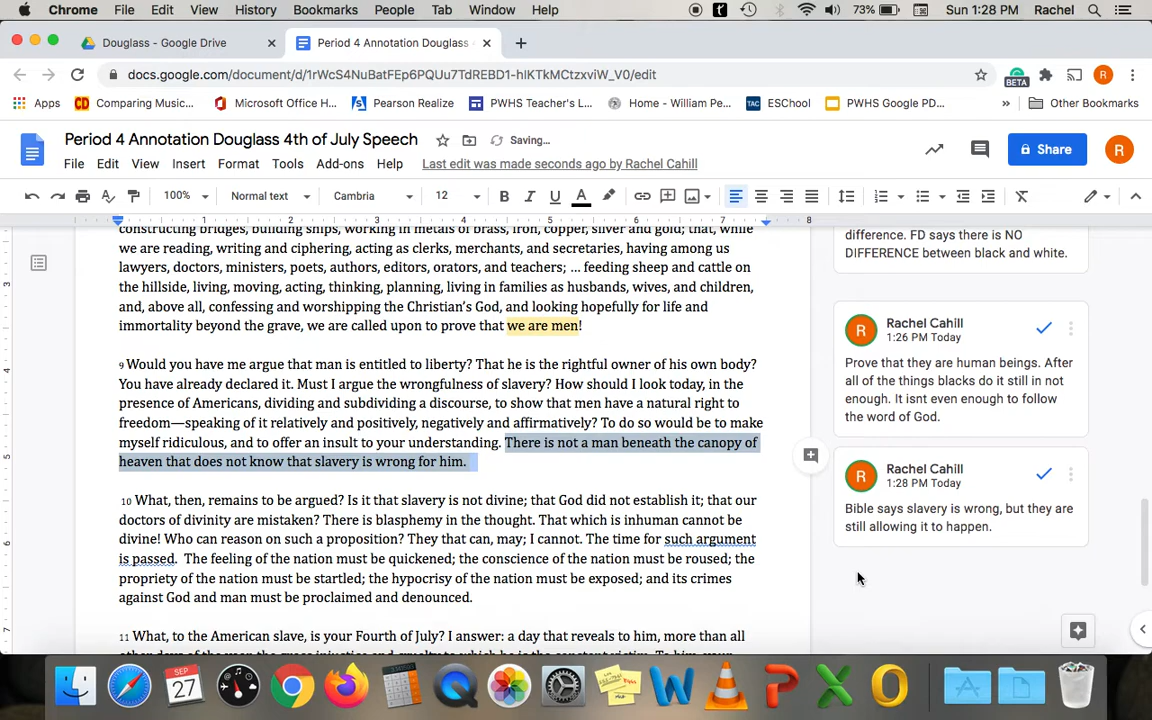 Chrome File Edit View History Bookmarks People Tab Window Help 73% Sun 1:28 PM Rachel
Douglass - Google Drive Period 4 Annotation Douglass
docs.google.com/document/d/1rWcS4NuBatFEp6PQUu7TdREBD1-hIKTkMCtzxviW_V0/edit BETA R
Apps Comparing Music... Microsoft Office H... Pearson Realize PWHS Teacher's L... Home - William Pe... TAC ESChool PWHS Google PD... » Other Bookmarks
Period 4 Annotation Douglass 4th of July Speech Saving...
File Edit View Insert Format Tools Add-ons Help Last edit was made seconds ago by Rachel Cahill Share R
100% Normal text Cambria 12 B I U A
1 2 3 4 5 6 7 8
constructing bridges, building ships, working in metals of brass, iron, copper, silver and gold; that, while
we are reading, writing and ciphering, acting as clerks, merchants, and secretaries, having among us
lawyers, doctors, ministers, poets, authors, editors, orators, and teachers; … feeding sheep and cattle on
the hillside, living, moving, acting, thinking, planning, living in families as husbands, wives, and children,
and, above all, confessing and worshipping the Christian's God, and looking hopefully for life and
immortality beyond the grave, we are called upon to prove that we are men!
9 Would you have me argue that man is entitled to liberty? That he is the rightful owner of his own body?
You have already declared it. Must I argue the wrongfulness of slavery? How should I look today, in the
presence of Americans, dividing and subdividing a discourse, to show that men have a natural right to
freedom—speaking of it relatively and positively, negatively and affirmatively? To do so would be to make
myself ridiculous, and to offer an insult to your understanding. There is not a man beneath the canopy of
heaven that does not know that slavery is wrong for him.
10 What, then, remains to be argued? Is it that slavery is not divine; that God did not establish it; that our
doctors of divinity are mistaken? There is blasphemy in the thought. That which is inhuman cannot be
divine! Who can reason on such a proposition? They that can, may; I cannot. The time for such argument
is passed. The feeling of the nation must be quickened; the conscience of the nation must be roused; the
propriety of the nation must be startled; the hypocrisy of the nation must be exposed; and its crimes
against God and man must be proclaimed and denounced.
11 What, to the American slave, is your Fourth of July? I answer: a day that reveals to him, more than all
difference. FD says there is NO
DIFFERENCE between black and white.
R Rachel Cahill
1:26 PM Today
Prove that they are human beings. After
all of the things blacks do it still in not
enough. It isnt even enough to follow
the word of God.
R Rachel Cahill
1:28 PM Today
Bible says slavery is wrong, but they are
still allowing it to happen.
3
4
5
6
7
SEP
27